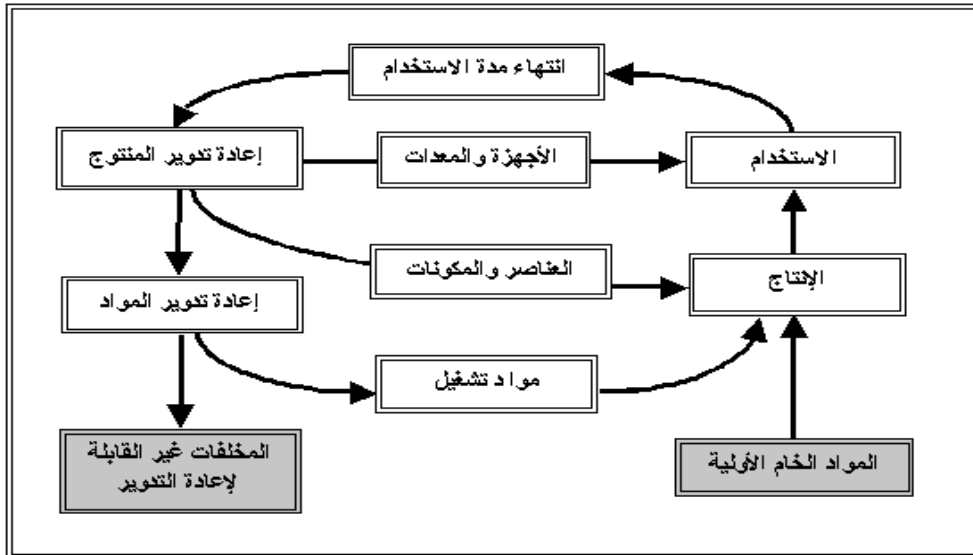 انتهاء مدة الاستخدام
الاستخدام
الأجهزة والمعدات
إعادة تدوير المنتوج
الإنتاج
العناصر والمكونات
إعادة تدوير المواد
مواد تشغيل
المواد الخام الأولية
المخلفات غير القابلة
لإعادة التدوير